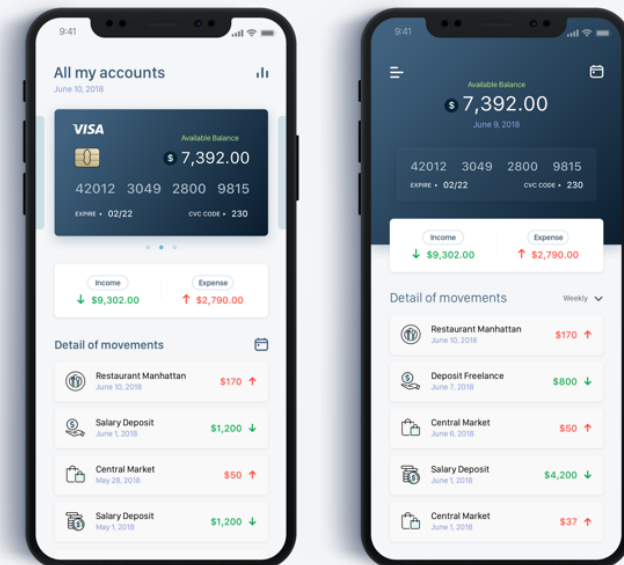 9:41
All my accounts
June 10, 2018
VISA
Available Balance
$ 7,392.00
42012 3049 2800 9815
EXPIRE • 02/22 CVC CODE • 230
Income Expense
↓ $9,302.00 ↑ $2,790.00
Detail of movements
Restaurant Manhattan
June 10, 2018
$170 ↑
Salary Deposit
June 1, 2018
$1,200 ↓
Central Market
May 28, 2018
$50 ↑
Salary Deposit
May 1, 2018
$1,200 ↓
9:41
Available Balance
$ 7,392.00
June 9, 2018
42012 3049 2800 9815
EXPIRE • 02/22 CVC CODE • 230
Income Expense
↓ $9,302.00 ↑ $2,790.00
Detail of movements Weekly
Restaurant Manhattan
June 10, 2018
$170 ↑
Deposit Freelance
June 7, 2018
$800 ↓
Central Market
June 6, 2018
$50 ↑
Salary Deposit
June 1, 2018
$4,200 ↓
Central Market
June 1, 2018
$37 ↑